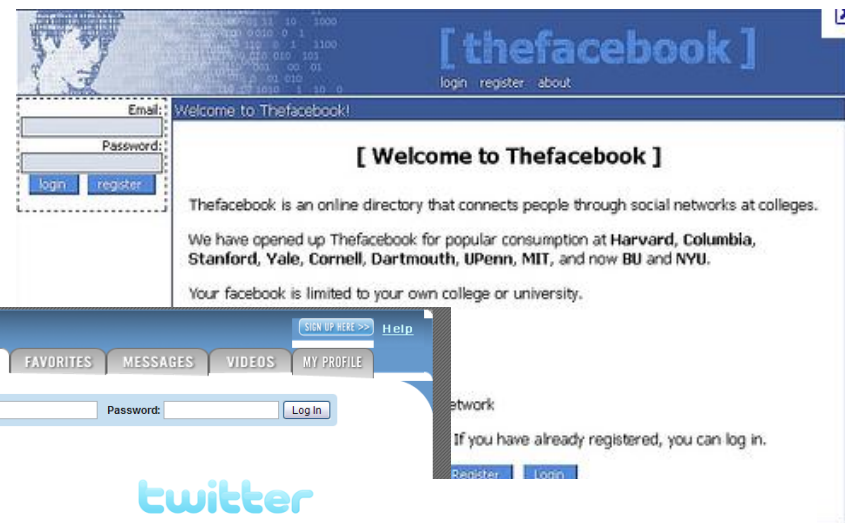 [ thefacebook ]
login register about
Email:
Password:
login register
Welcome to Thefacebook!
[ Welcome to Thefacebook ]
Thefacebook is an online directory that connects people through social networks at colleges.
We have opened up Thefacebook for popular consumption at Harvard, Columbia,
Stanford, Yale, Cornell, Dartmouth, UPenn, MIT, and now BU and NYU.
Your facebook is limited to your own college or university.
etwork
If you have already registered, you can log in.
Register Login
SIGN UP HERE >> Help
FAVORITES MESSAGES VIDEOS MY PROFILE
Password: Log In
twitter